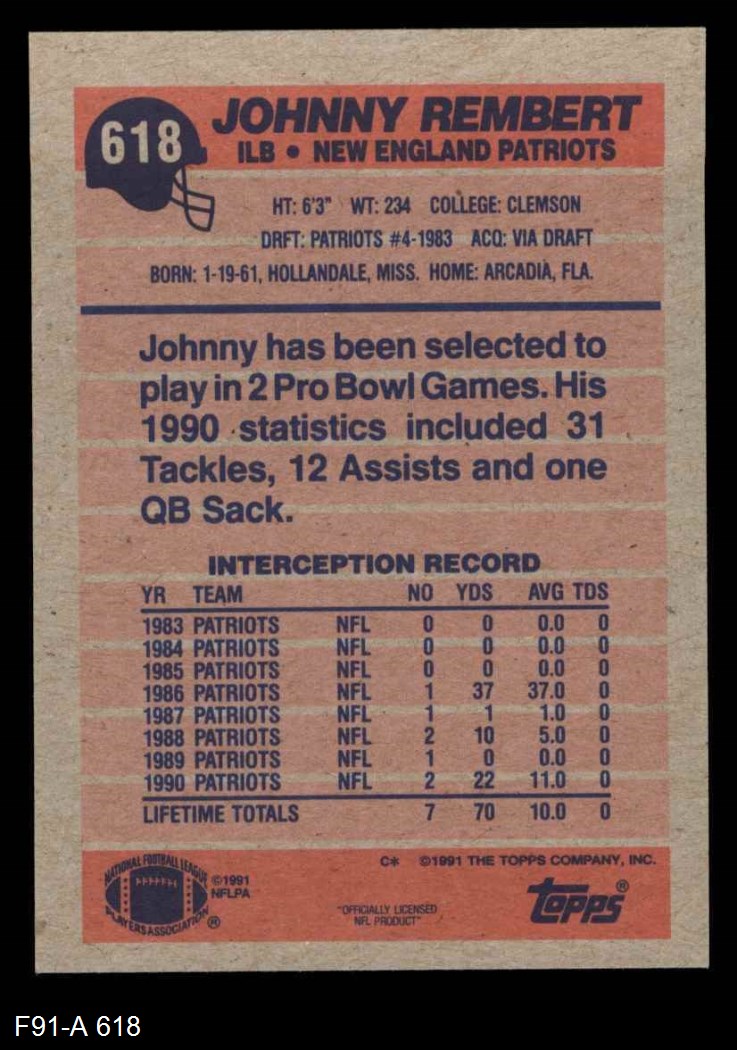 618
JOHNNY REMBERT
ILB • NEW ENGLAND PATRIOTS
HT: 6'3" WT: 234 COLLEGE: CLEMSON
DRFT: PATRIOTS #4-1983 ACQ: VIA DRAFT
BORN: 1-19-61, HOLLANDALE, MISS. HOME: ARCADIA, FLA.
Johnny has been selected to
play in 2 Pro Bowl Games. His
1990 statistics included 31
Tackles, 12 Assists and one
QB Sack.
INTERCEPTION RECORD
YR TEAM NO YDS AVG TDS
1983 PATRIOTS NFL 0 0 0.0 0
1984 PATRIOTS NFL 0 0 0.0 0
1985 PATRIOTS NFL 0 0 0.0 0
1986 PATRIOTS NFL 1 37 37.0 0
1987 PATRIOTS NFL 1 1 1.0 0
1988 PATRIOTS NFL 2 10 5.0 0
1989 PATRIOTS NFL 1 0 0.0 0
1990 PATRIOTS NFL 2 22 11.0 0
LIFETIME TOTALS 7 70 10.0 0
C* ©1991 THE TOPPS COMPANY, INC.
NATIONAL FOOTBALL LEAGUE
PLAYERS ASSOCIATION ®
©1991
NFLPA
"OFFICIALLY LICENSED
NFL PRODUCT"
topps®
F91-A 618